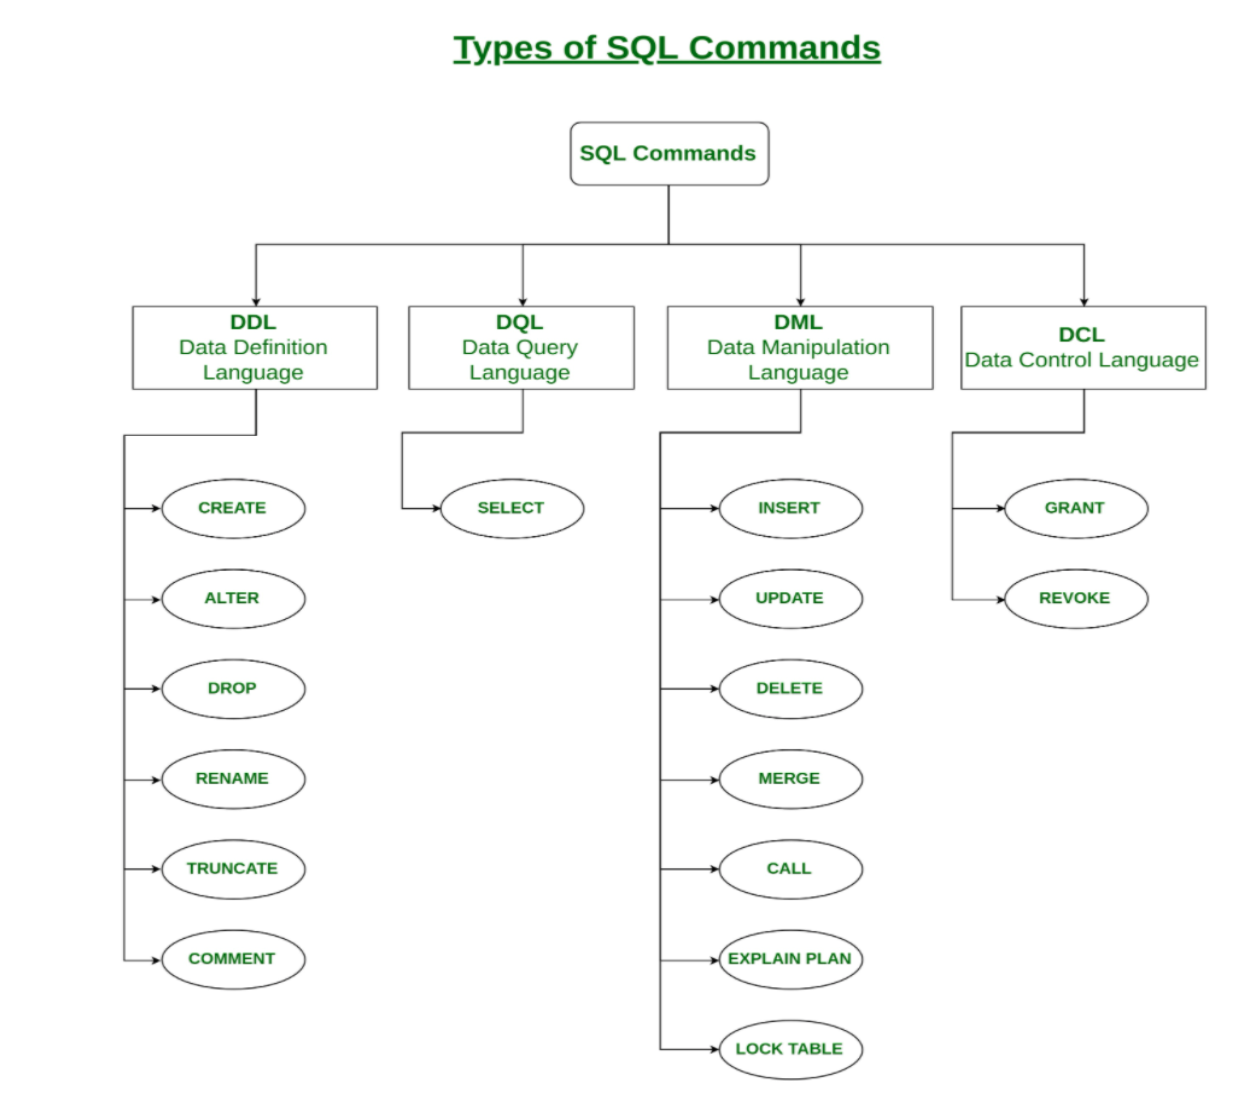 Types of SQL Commands
SQL Commands
DDL
Data Definition
Language
DQL
Data Query
Language
DML
Data Manipulation
Language
DCL
Data Control Language
CREATE
ALTER
DROP
RENAME
TRUNCATE
COMMENT
SELECT
INSERT
UPDATE
DELETE
MERGE
CALL
EXPLAIN PLAN
LOCK TABLE
GRANT
REVOKE